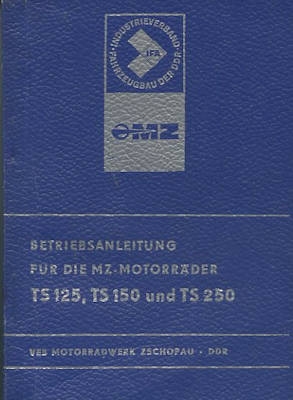 INDUSTRIEVERBAND
FAHRZEUGBAU DER DDR
IFA
MZ
BETRIEBSANLEITUNG
FÜR DIE MZ-MOTORRÄDER
TS 125, TS 150 und TS 250
VEB MOTORRADWERK ZSCHOPAU · DDR